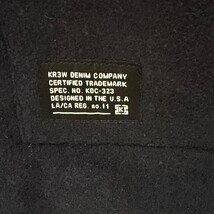 KR3W DENIM COMPANY
CERTIFIED TRADEMARK
SPEC. NO. KDC-323
DESIGNED IN THE U.S.A
LA/CA REG. no.11